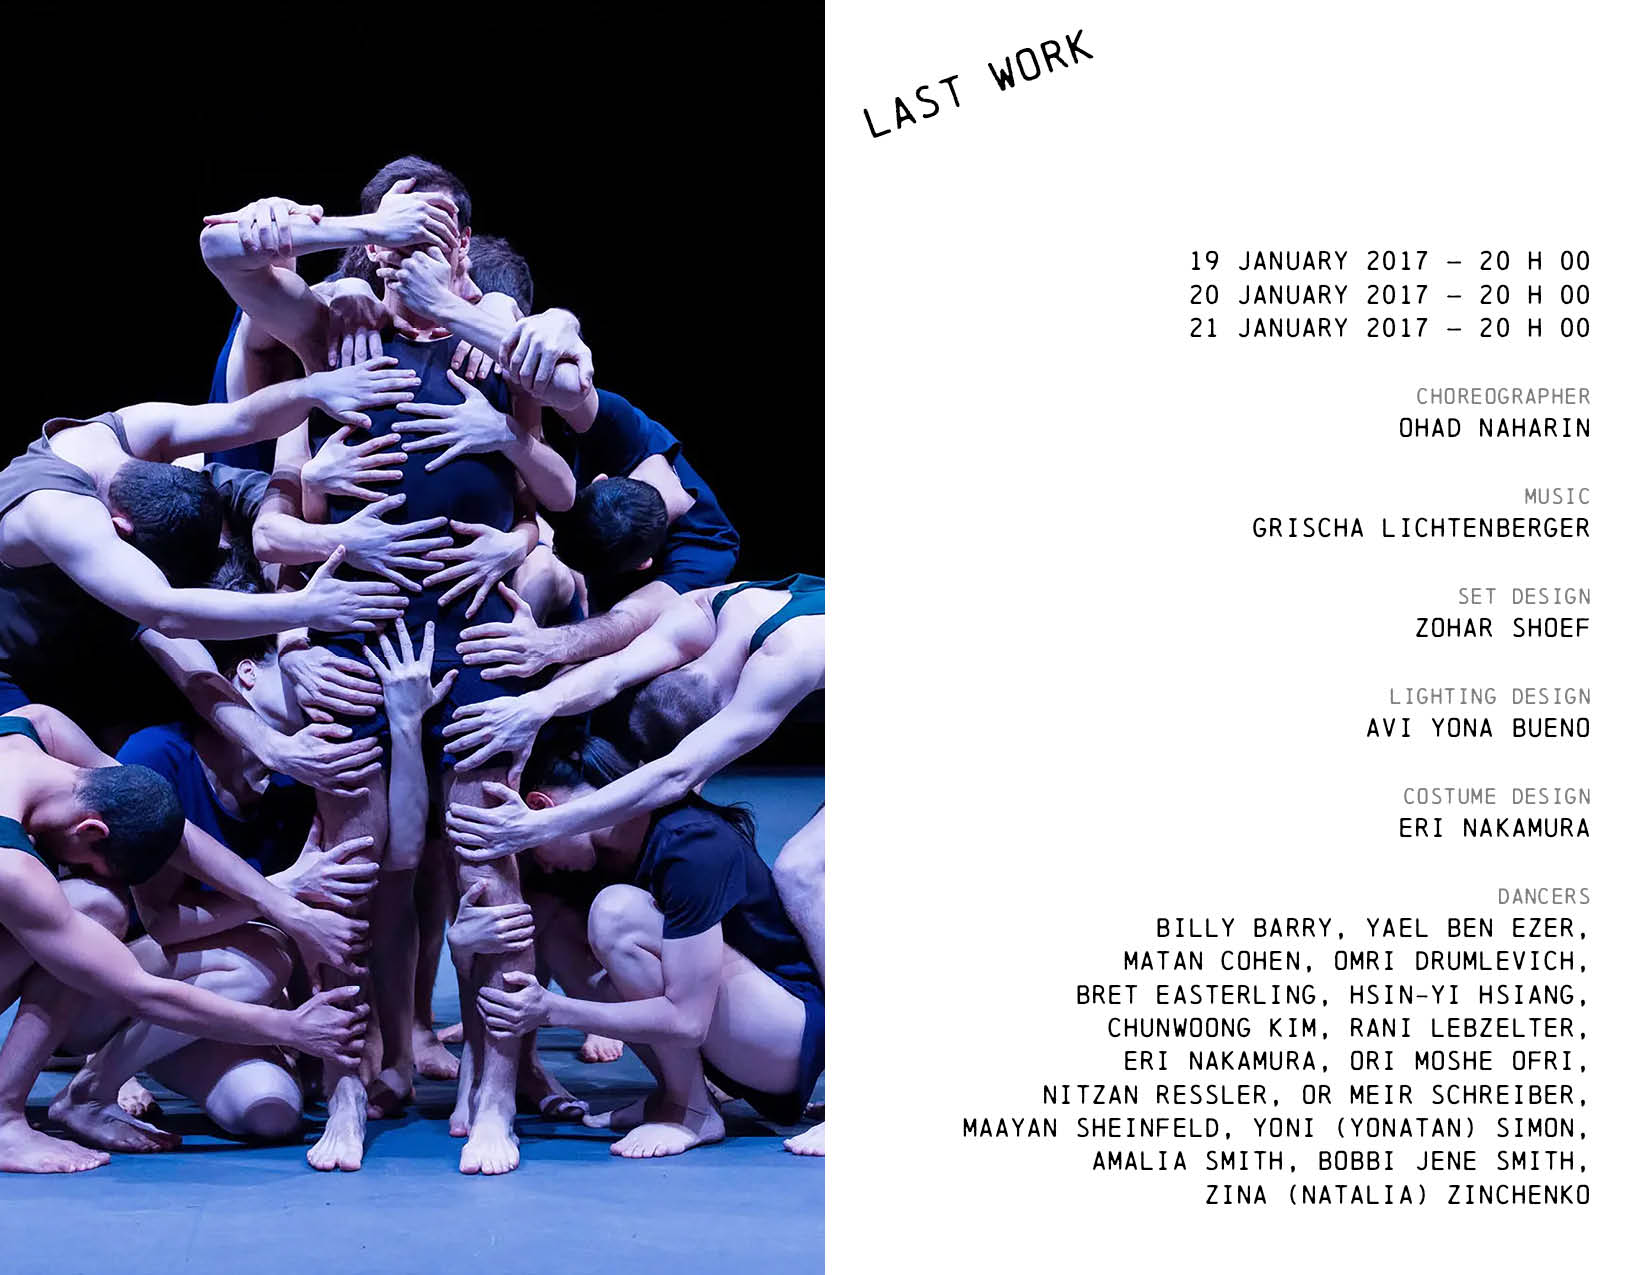 LAST WORK
19 JANUARY 2017 – 20 H 00
20 JANUARY 2017 – 20 H 00
21 JANUARY 2017 – 20 H 00
CHOREOGRAPHER
OHAD NAHARIN
MUSIC
GRISCHA LICHTENBERGER
SET DESIGN
ZOHAR SHOEF
LIGHTING DESIGN
AVI YONA BUENO
COSTUME DESIGN
ERI NAKAMURA
DANCERS
BILLY BARRY, YAEL BEN EZER,
MATAN COHEN, OMRI DRUMLEVICH,
BRET EASTERLING, HSIN-YI HSIANG,
CHUNWOONG KIM, RANI LEBZELTER,
ERI NAKAMURA, ORI MOSHE OFRI,
NITZAN RESSLER, OR MEIR SCHREIBER,
MAAYAN SHEINFELD, YONI (YONATAN) SIMON,
AMALIA SMITH, BOBBI JENE SMITH,
ZINA (NATALIA) ZINCHENKO